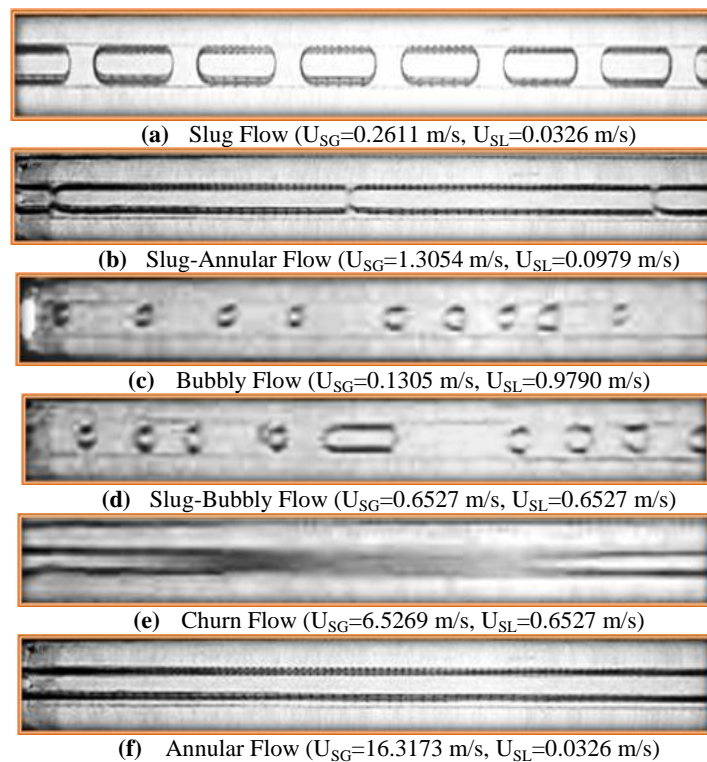 (a) Slug Flow (U_SG=0.2611 m/s, U_SL=0.0326 m/s)
(b) Slug-Annular Flow (U_SG=1.3054 m/s, U_SL=0.0979 m/s)
(c) Bubbly Flow (U_SG=0.1305 m/s, U_SL=0.9790 m/s)
(d) Slug-Bubbly Flow (U_SG=0.6527 m/s, U_SL=0.6527 m/s)
(e) Churn Flow (U_SG=6.5269 m/s, U_SL=0.6527 m/s)
(f) Annular Flow (U_SG=16.3173 m/s, U_SL=0.0326 m/s)